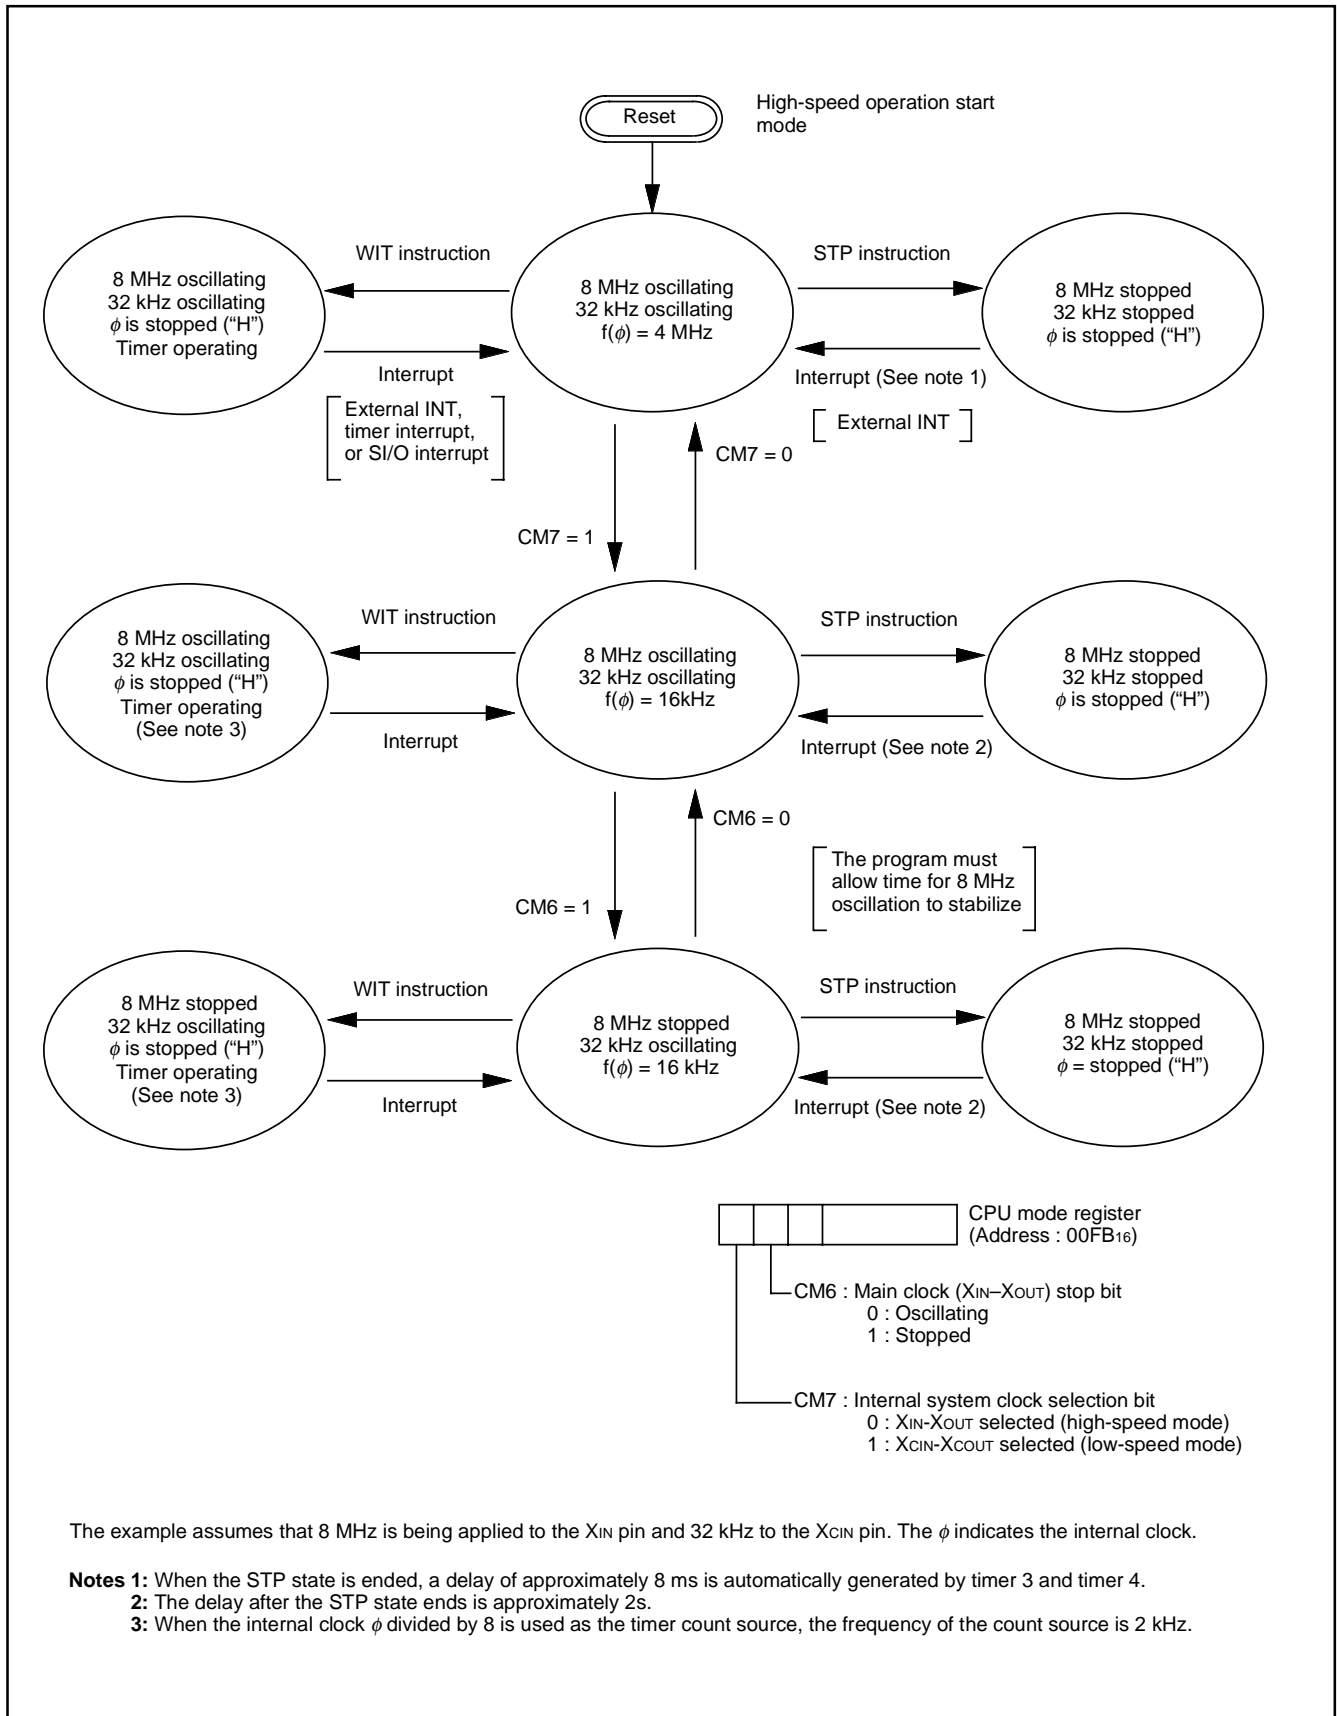 Reset
High-speed operation start
mode
WIT instruction
STP instruction
8 MHz oscillating
32 kHz oscillating
ϕ is stopped (“H”)
Timer operating
8 MHz oscillating
32 kHz oscillating
f(ϕ) = 4 MHz
8 MHz stopped
32 kHz stopped
ϕ is stopped (“H”)
Interrupt
External INT,
timer interrupt,
or SI/O interrupt
Interrupt (See note 1)
External INT
CM7 = 0
CM7 = 1
WIT instruction
STP instruction
8 MHz oscillating
32 kHz oscillating
ϕ is stopped (“H”)
Timer operating
(See note 3)
8 MHz oscillating
32 kHz oscillating
f(ϕ) = 16kHz
8 MHz stopped
32 kHz stopped
ϕ is stopped (“H”)
Interrupt
Interrupt (See note 2)
CM6 = 0
The program must
allow time for 8 MHz
oscillation to stabilize
CM6 = 1
WIT instruction
STP instruction
8 MHz stopped
32 kHz oscillating
ϕ is stopped (“H”)
Timer operating
(See note 3)
8 MHz stopped
32 kHz oscillating
f(ϕ) = 16 kHz
8 MHz stopped
32 kHz stopped
ϕ = stopped (“H”)
Interrupt
Interrupt (See note 2)
CPU mode register
(Address : 00FB16)
CM6 : Main clock (XIN–XOUT) stop bit
0 : Oscillating
1 : Stopped
CM7 : Internal system clock selection bit
0 : XIN-XOUT selected (high-speed mode)
1 : XCIN-XCOUT selected (low-speed mode)
The example assumes that 8 MHz is being applied to the XIN pin and 32 kHz to the XCIN pin. The ϕ indicates the internal clock.
Notes 1: When the STP state is ended, a delay of approximately 8 ms is automatically generated by timer 3 and timer 4.
2: The delay after the STP state ends is approximately 2s.
3: When the internal clock ϕ divided by 8 is used as the timer count source, the frequency of the count source is 2 kHz.